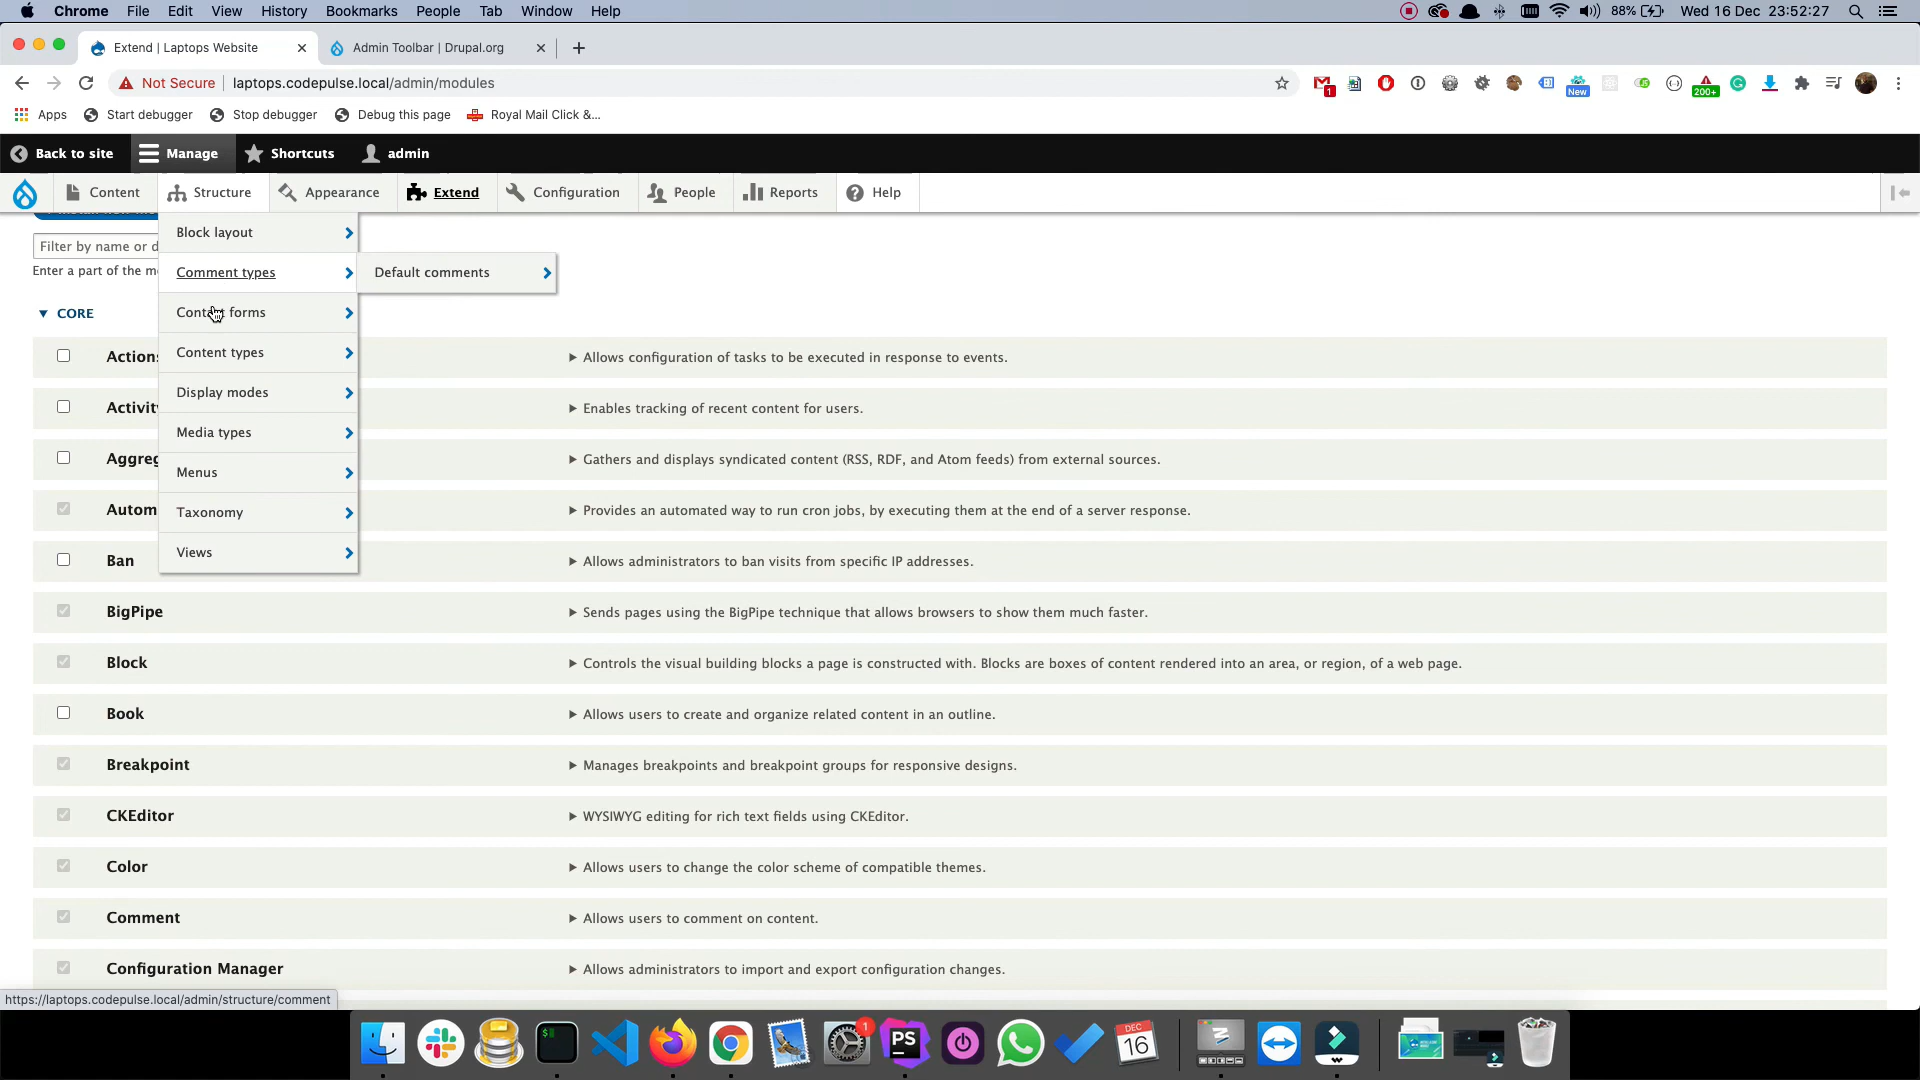 Chrome File Edit View History Bookmarks People Tab Window Help 88% Wed 16 Dec 23:52:27
Extend | Laptops Website Admin Toolbar | Drupal.org
Not Secure laptops.codepulse.local/admin/modules 1 New 200+
Apps Start debugger Stop debugger Debug this page Royal Mail Click &...
Back to site Manage Shortcuts admin
Content Structure Appearance Extend Configuration People Reports Help
Block layout
Filter by name or d
Enter a part of the m
Comment types Default comments
CORE
Contact forms
Content types
Actions Allows configuration of tasks to be executed in response to events.
Display modes
Activity Enables tracking of recent content for users.
Media types
Aggreg Gathers and displays syndicated content (RSS, RDF, and Atom feeds) from external sources.
Menus
Taxonomy
Autom Provides an automated way to run cron jobs, by executing them at the end of a server response.
Views
Ban Allows administrators to ban visits from specific IP addresses.
BigPipe Sends pages using the BigPipe technique that allows browsers to show them much faster.
Block Controls the visual building blocks a page is constructed with. Blocks are boxes of content rendered into an area, or region, of a web page.
Book Allows users to create and organize related content in an outline.
Breakpoint Manages breakpoints and breakpoint groups for responsive designs.
CKEditor WYSIWYG editing for rich text fields using CKEditor.
Color Allows users to change the color scheme of compatible themes.
Comment Allows users to comment on content.
Configuration Manager Allows administrators to import and export configuration changes.
https://laptops.codepulse.local/admin/structure/comment
$ 1 PS DEC 16